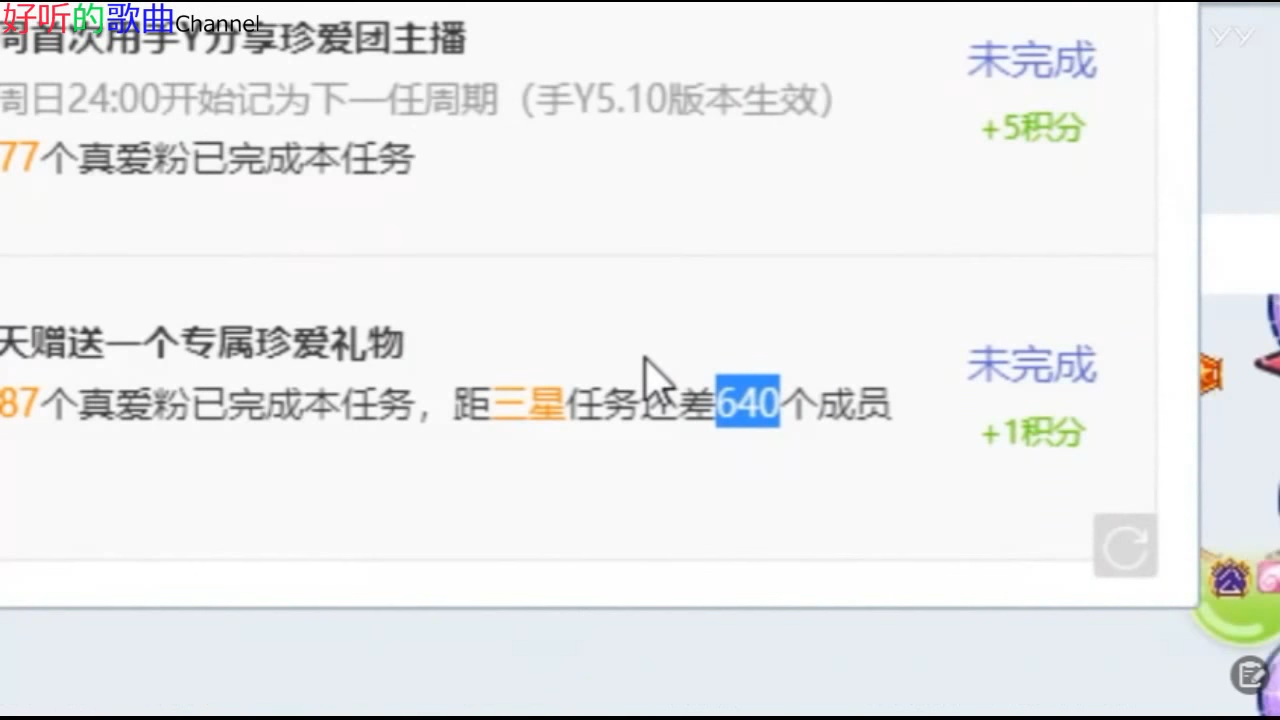 好听的歌曲Channel
YY
周首次用手Y分享珍爱团主播
未完成
周日24:00开始记为下一任周期（手Y5.10版本生效）
+5积分
77个真爱粉已完成本任务
天赠送一个专属珍爱礼物
未完成
87个真爱粉已完成本任务，距三星任务还差640个成员
+1积分
公